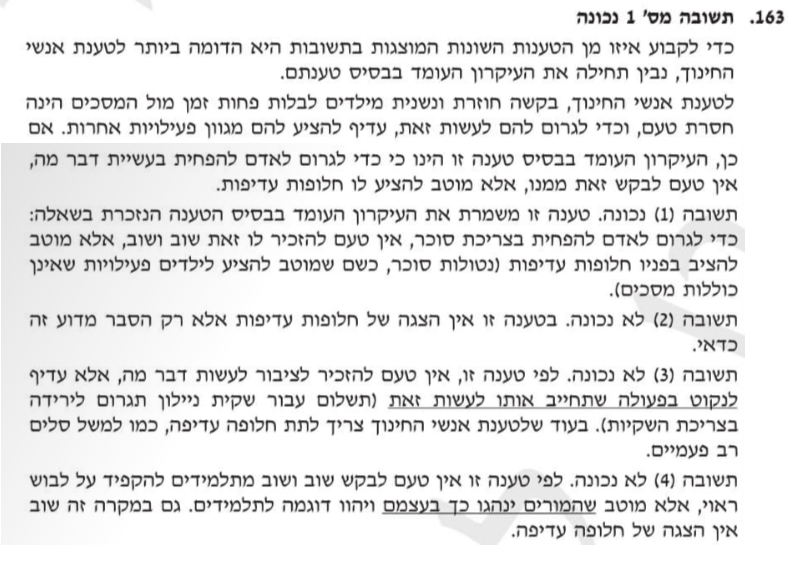 163. תשובה מס' 1 נכונה
כדי לקבוע איזו מן הטענות השונות המוצגות בתשובות היא הדומה ביותר לטענת אנשי
החינוך, נבין תחילה את העיקרון העומד בבסיס טענתם.
לטענת אנשי החינוך, בקשה חוזרת ונשנית מילדים לבלות פחות זמן מול המסכים הינה
חסרת טעם, וכדי לגרום להם לעשות זאת, עדיף להציע להם מגוון פעילויות אחרות. אם
כן, העיקרון העומד בבסיס טענה זו הינו כי כדי לגרום לאדם להפחית בעשיית דבר מה,
אין טעם לבקש זאת ממנו, אלא מוטב להציע לו חלופות עדיפות.
תשובה (1) נכונה. טענה זו משמרת את העיקרון העומד בבסיס הטענה הנזכרת בשאלה:
כדי לגרום לאדם להפחית בצריכת סוכר, אין טעם להזכיר לו זאת שוב ושוב, אלא מוטב
להציב בפניו חלופות עדיפות (נטולות סוכר, כשם שמוטב להציע לילדים פעילויות שאינן
כוללות מסכים).
תשובה (2) לא נכונה. בטענה זו אין הצגה של חלופות עדיפות אלא רק הסבר מדוע זה
כדאי.
תשובה (3) לא נכונה. לפי טענה זו, אין טעם להזכיר לציבור לעשות דבר מה, אלא עדיף
לנקוט בפעולה שתחייב אותו לעשות זאת (תשלום עבור שקית ניילון תגרום לירידה
בצריכת השקיות). בעוד שלטענת אנשי החינוך צריך לתת חלופה עדיפה, כמו למשל סלים
רב פעמיים.
תשובה (4) לא נכונה. לפי טענה זו אין טעם לבקש שוב ושוב מתלמידים להקפיד על לבוש
ראוי, אלא מוטב שהמורים ינהגו כך בעצמם ויהוו דוגמה לתלמידים. גם במקרה זה שוב
אין הצגה של חלופה עדיפה.